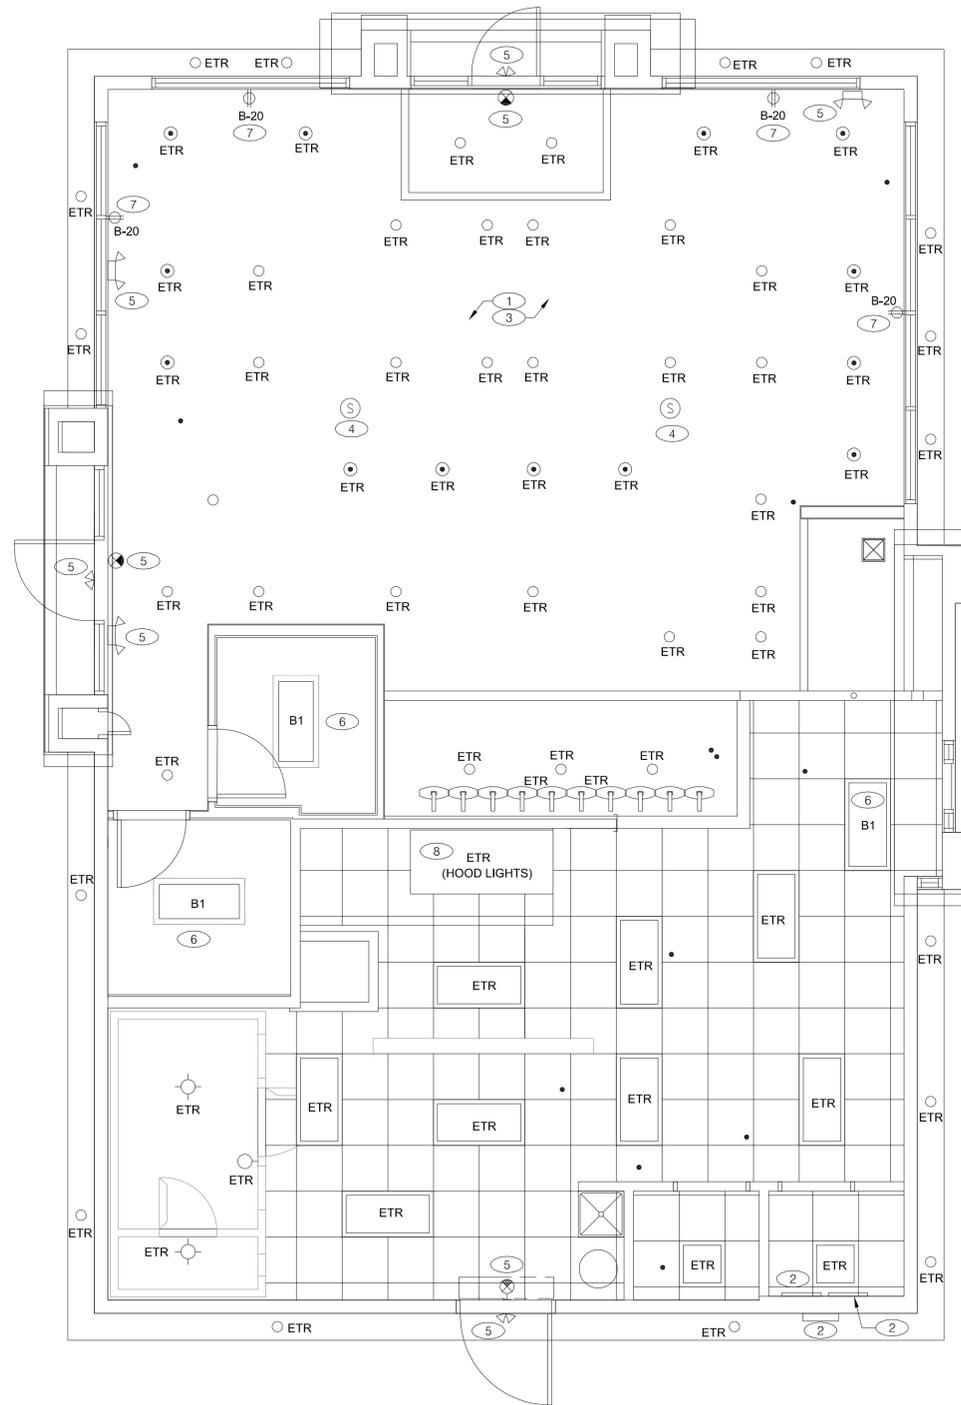 5
ETR ETR ETR ETR
B-20 5 B-20 5
7 7
ETR ETR ETR ETR ETR ETR
7
ETR
B-20 ETR ETR ETR ETR ETR
5 ETR ETR ETR ETR
1 B-20
3 7
ETR ETR
ETR ETR ETR ETR ETR ETR ETR ETR
S S
4 4
ETR ETR
ETR ETR ETR ETR ETR
ETR
5 5
ETR ETR ETR ETR ETR
5
ETR ETR
B1 6
ETR ETR ETR ETR
ETR ETR
6
B1
8 ETR
(HOOD LIGHTS)
ETR
B1
ETR
6
ETR ETR
ETR
ETR ETR ETR
ETR ETR
ETR
ETR
ETR
ETR ETR
ETR 5 ETR ETR ETR
2
ETR 5 ETR 2 2